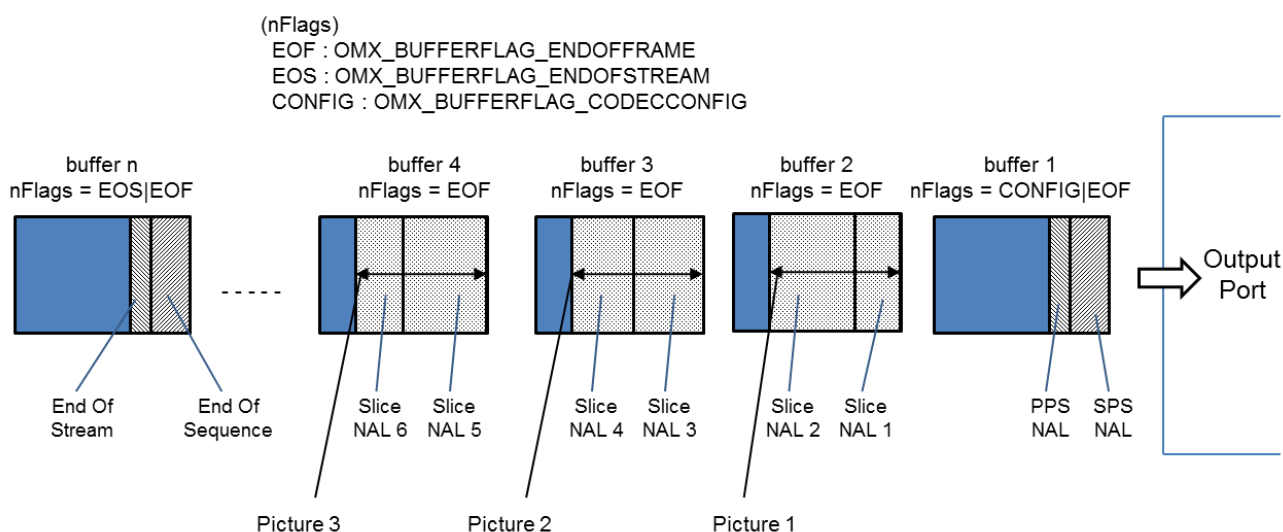 (nFlags)
EOF : OMX_BUFFERFLAG_ENDOFFRAME
EOS : OMX_BUFFERFLAG_ENDOFSTREAM
CONFIG : OMX_BUFFERFLAG_CODECCONFIG
buffer n
nFlags = EOS|EOF
buffer 4
nFlags = EOF
buffer 3
nFlags = EOF
buffer 2
nFlags = EOF
buffer 1
nFlags = CONFIG|EOF
Output
Port
End Of
Stream
End Of
Sequence
Slice
NAL 6
Slice
NAL 5
Slice
NAL 4
Slice
NAL 3
Slice
NAL 2
Slice
NAL 1
PPS
NAL
SPS
NAL
Picture 3
Picture 2
Picture 1